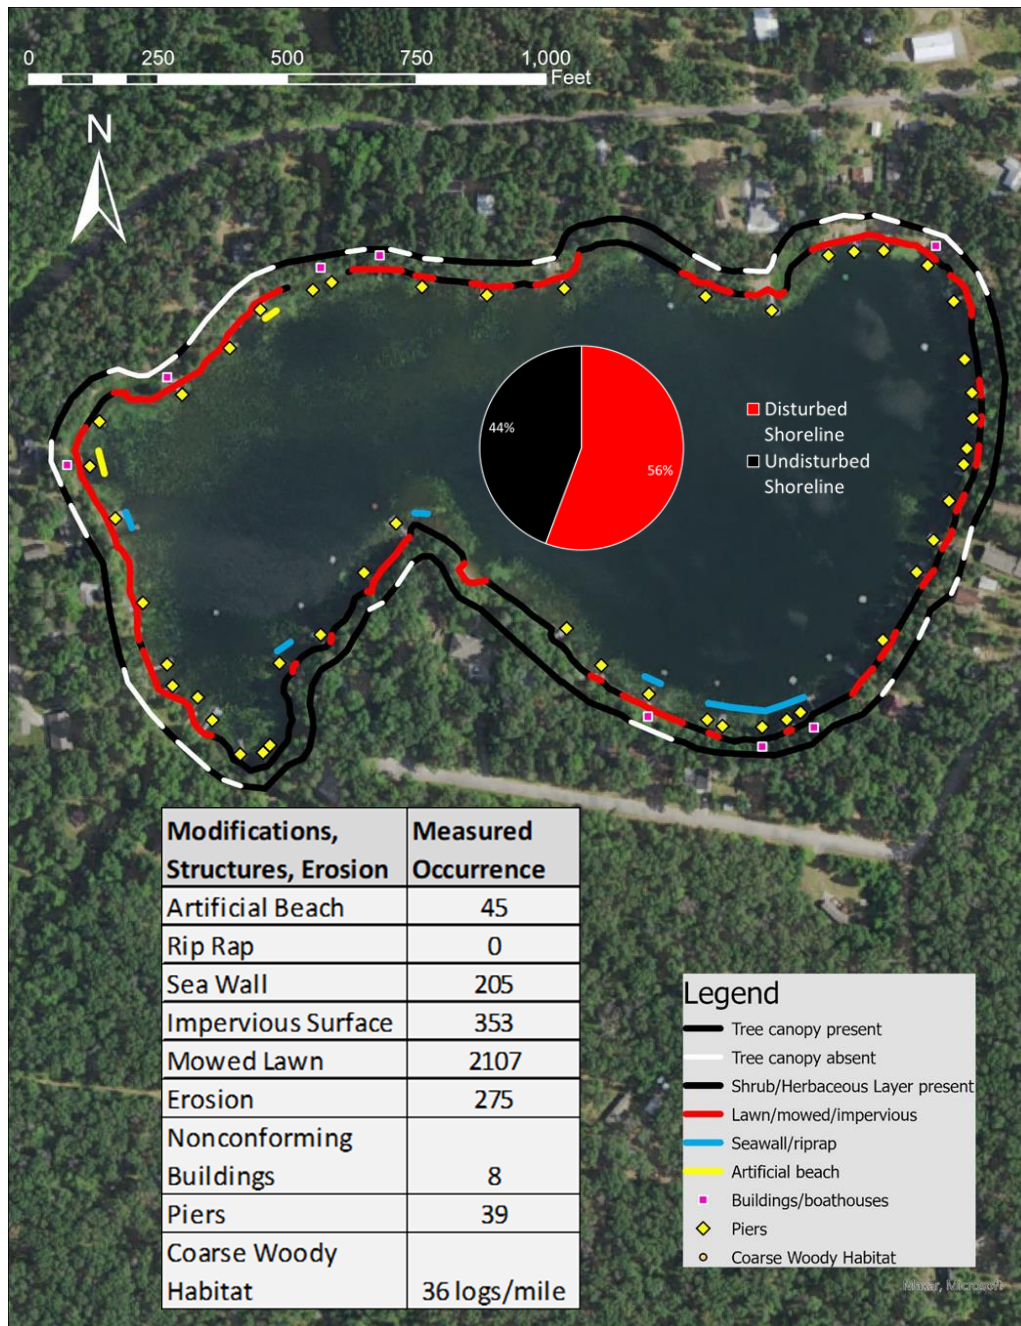 0 250 500 750 1,000
Feet
N
Disturbed
Shoreline
Undisturbed
Shoreline
44%
56%
Modifications, Structures, Erosion
Measured Occurrence
Artificial Beach 45
Rip Rap 0
Sea Wall 205
Impervious Surface 353
Mowed Lawn 2107
Erosion 275
Nonconforming
Buildings 8
Piers 39
Coarse Woody
Habitat 36 logs/mile
Legend
Tree canopy present
Tree canopy absent
Shrub/Herbaceous Layer present
Lawn/mowed/impervious
Seawall/riprap
Artificial beach
Buildings/boathouses
Piers
Coarse Woody Habitat
Maxar, Microsoft